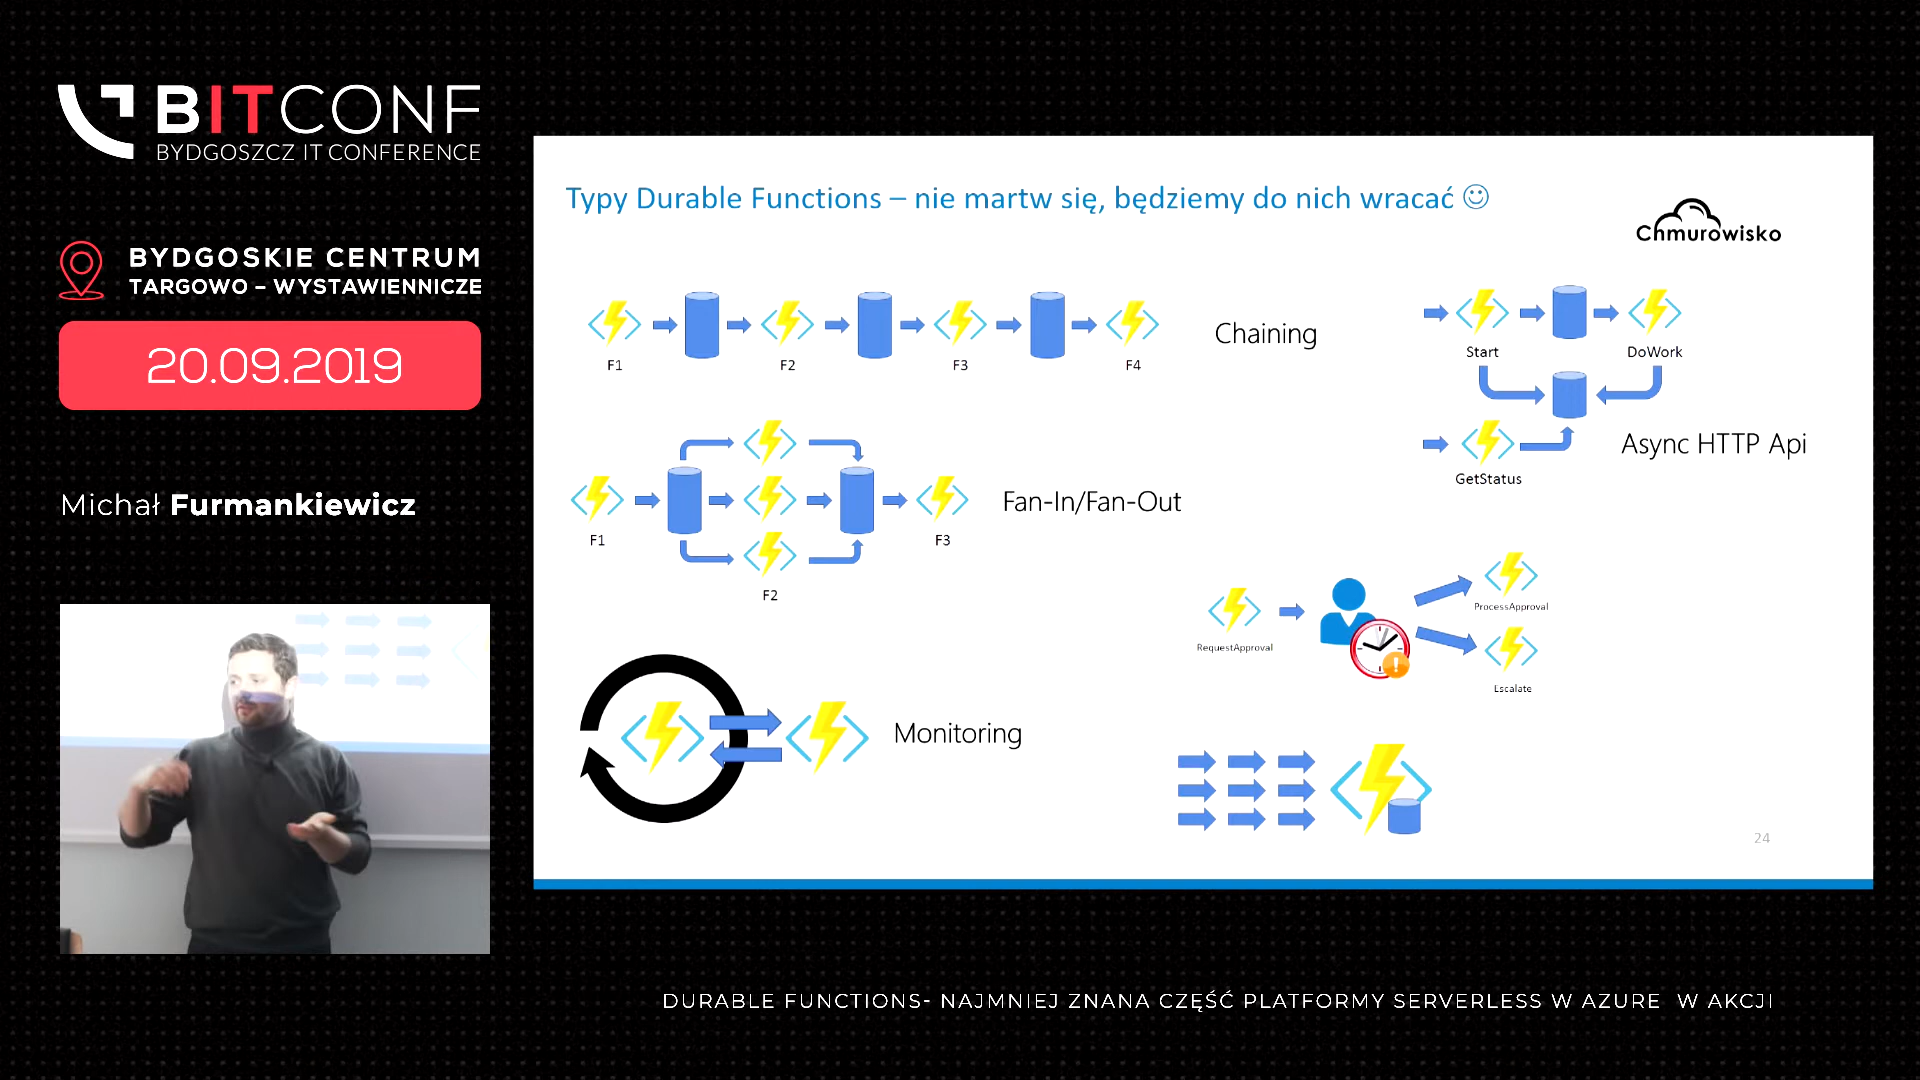 BITCONF
BYDGOSZCZ IT CONFERENCE
BYDGOSKIE CENTRUM
TARGOWO – WYSTAWIENNICZE
20.09.2019
Michał Furmankiewicz
Typy Durable Functions – nie martw się, będziemy do nich wracać ☺
Chmurowisko
F1
F2
F3
F4
Chaining
Start
DoWork
GetStatus
Async HTTP Api
F1
F2
F3
Fan-In/Fan-Out
RequestApproval
ProcessApproval
Escalate
Monitoring
24
DURABLE FUNCTIONS- NAJMNIEJ ZNANA CZĘŚĆ PLATFORMY SERVERLESS W AZURE W AKCJI